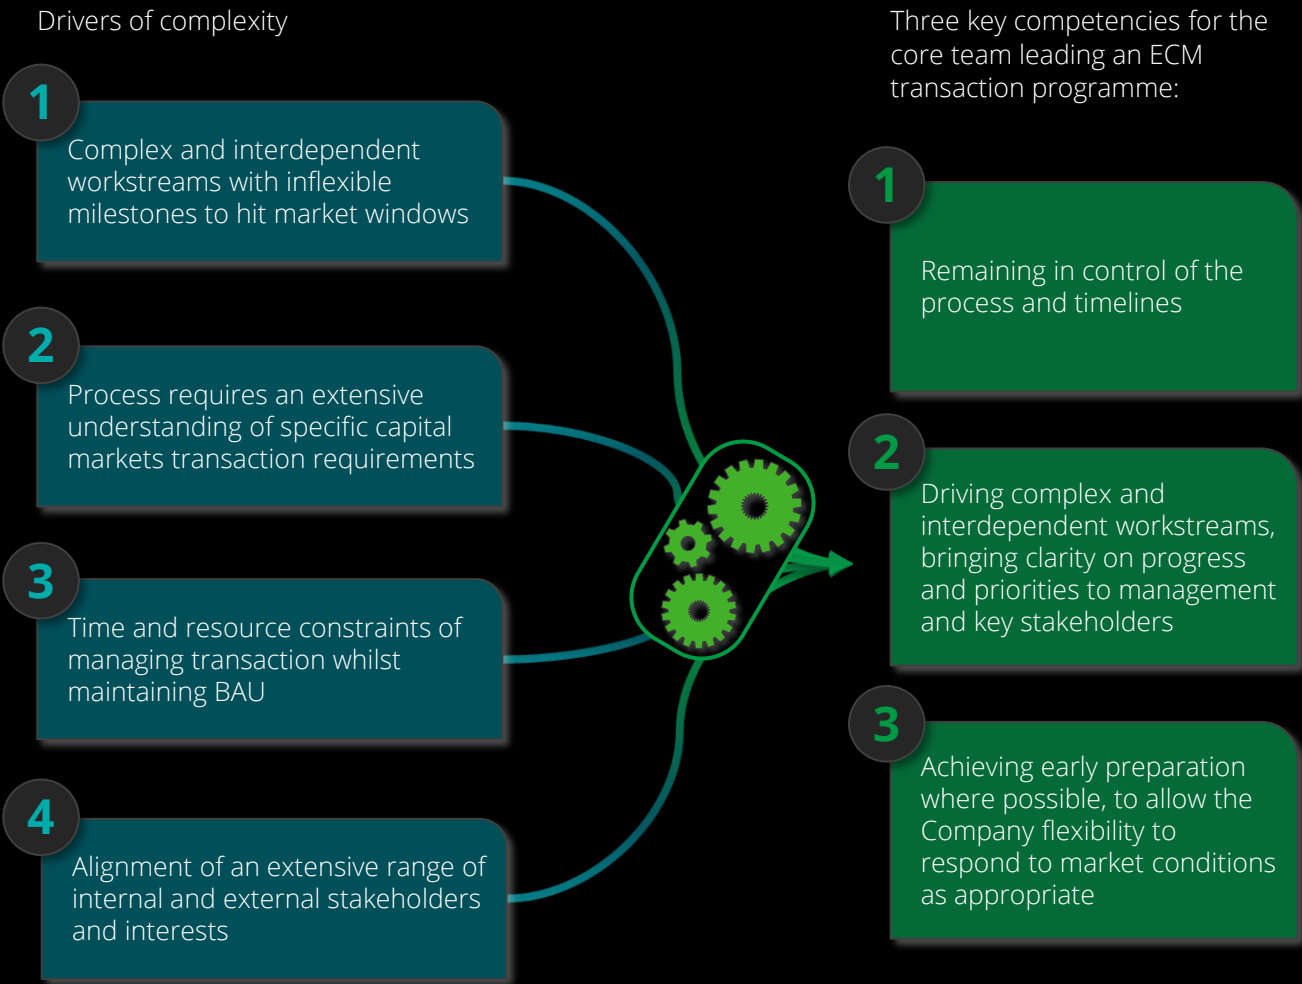 Drivers of complexity
1
Complex and interdependent
workstreams with inflexible
milestones to hit market windows
2
Process requires an extensive
understanding of specific capital
markets transaction requirements
3
Time and resource constraints of
managing transaction whilst
maintaining BAU
4
Alignment of an extensive range of
internal and external stakeholders
and interests
Three key competencies for the
core team leading an ECM
transaction programme:
1
Remaining in control of the
process and timelines
2
Driving complex and
interdependent workstreams,
bringing clarity on progress
and priorities to management
and key stakeholders
3
Achieving early preparation
where possible, to allow the
Company flexibility to
respond to market conditions
as appropriate